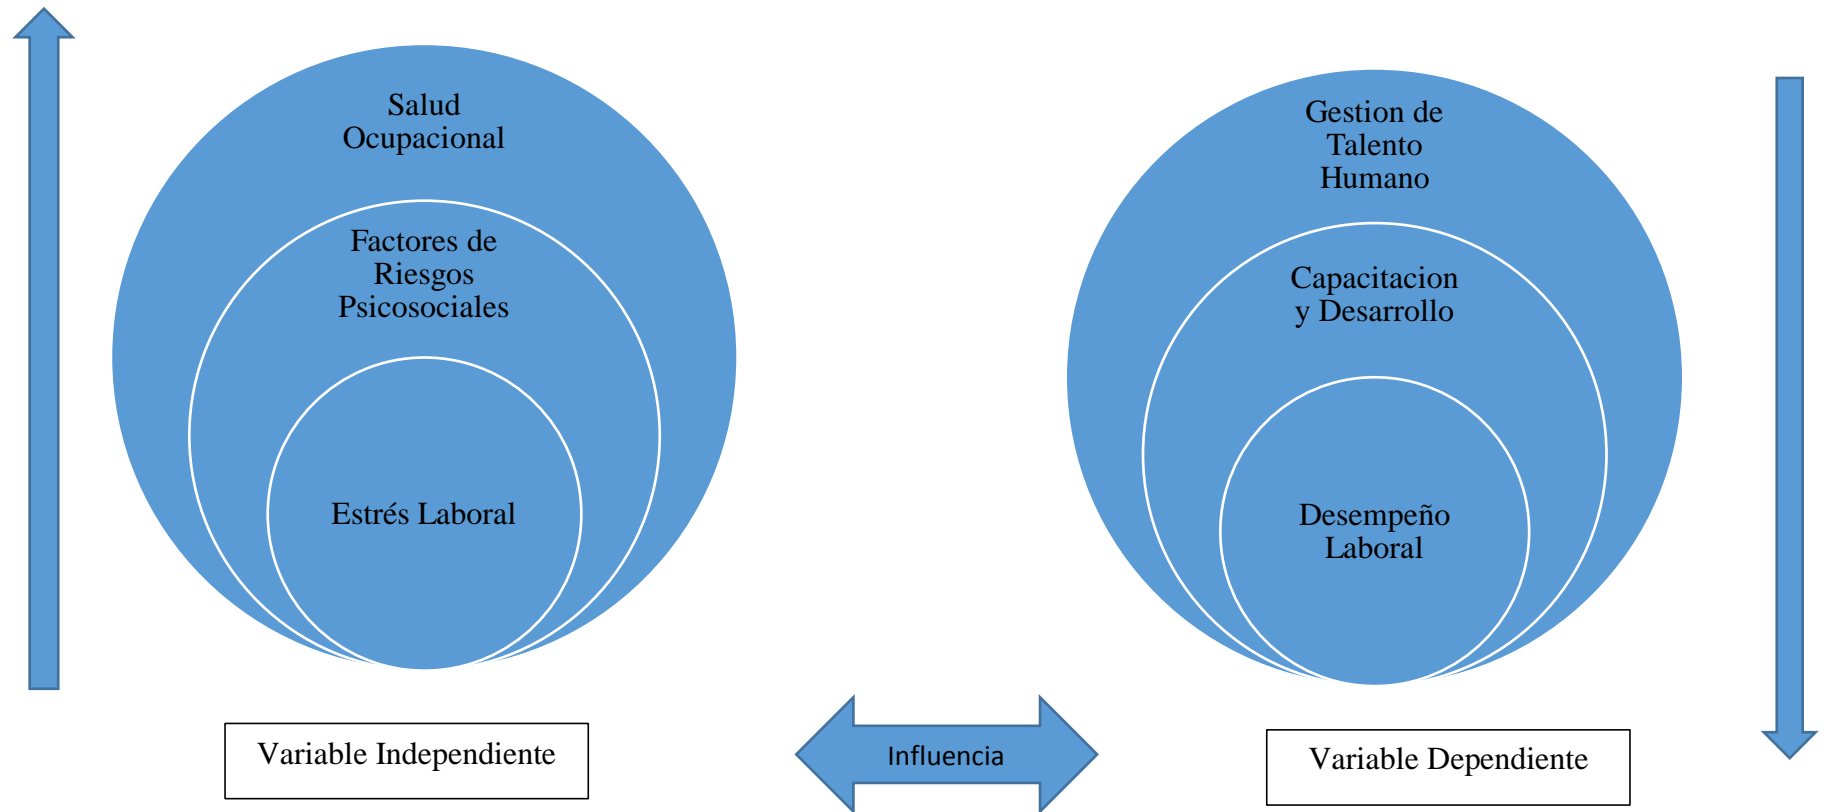 Salud
Ocupacional
Factores de
Riesgos
Psicosociales
Estrés Laboral
Variable Independiente
Influencia
Gestion de
Talento
Humano
Capacitacion
y Desarrollo
Desempeño
Laboral
Variable Dependiente